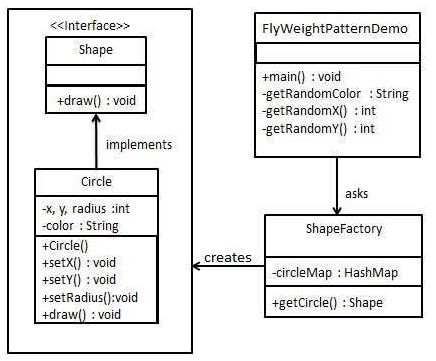 <<Interface>>
Shape
+draw() : void
implements
Circle
-x, y, radius :int
-color : String
+Circle()
+setX() : void
+setY() : void
+setRadius():void
+draw() : void
FlyWeightPatternDemo
+main() : void
-getRandomColor : String
-getRandomX() : int
-getRandomY() : int
asks
ShapeFactory
-circleMap : HashMap
+getCircle() : Shape
creates